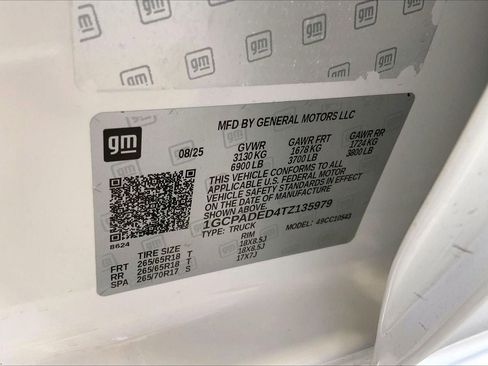 gm
MFD BY GENERAL MOTORS LLC
08/25 GVWR GAWR FRT GAWR RR
3130 KG 1678 KG 1724 KG
6900 LB 3700 LB 3800 LB
THIS VEHICLE CONFORMS TO ALL
APPLICABLE U.S. FEDERAL MOTOR
VEHICLE SAFETY STANDARDS IN EFFECT
ON THE DATE OF MANUFACTURE
1GCPADED4TZ135979
TYPE: TRUCK MODEL: 49CC10543
8624
TIRE SIZE RIM
FRT 265/65R18 T 18X8.5J
RR 265/65R18 T 18X8.5J
SPA 265/70R17 S 17X7J